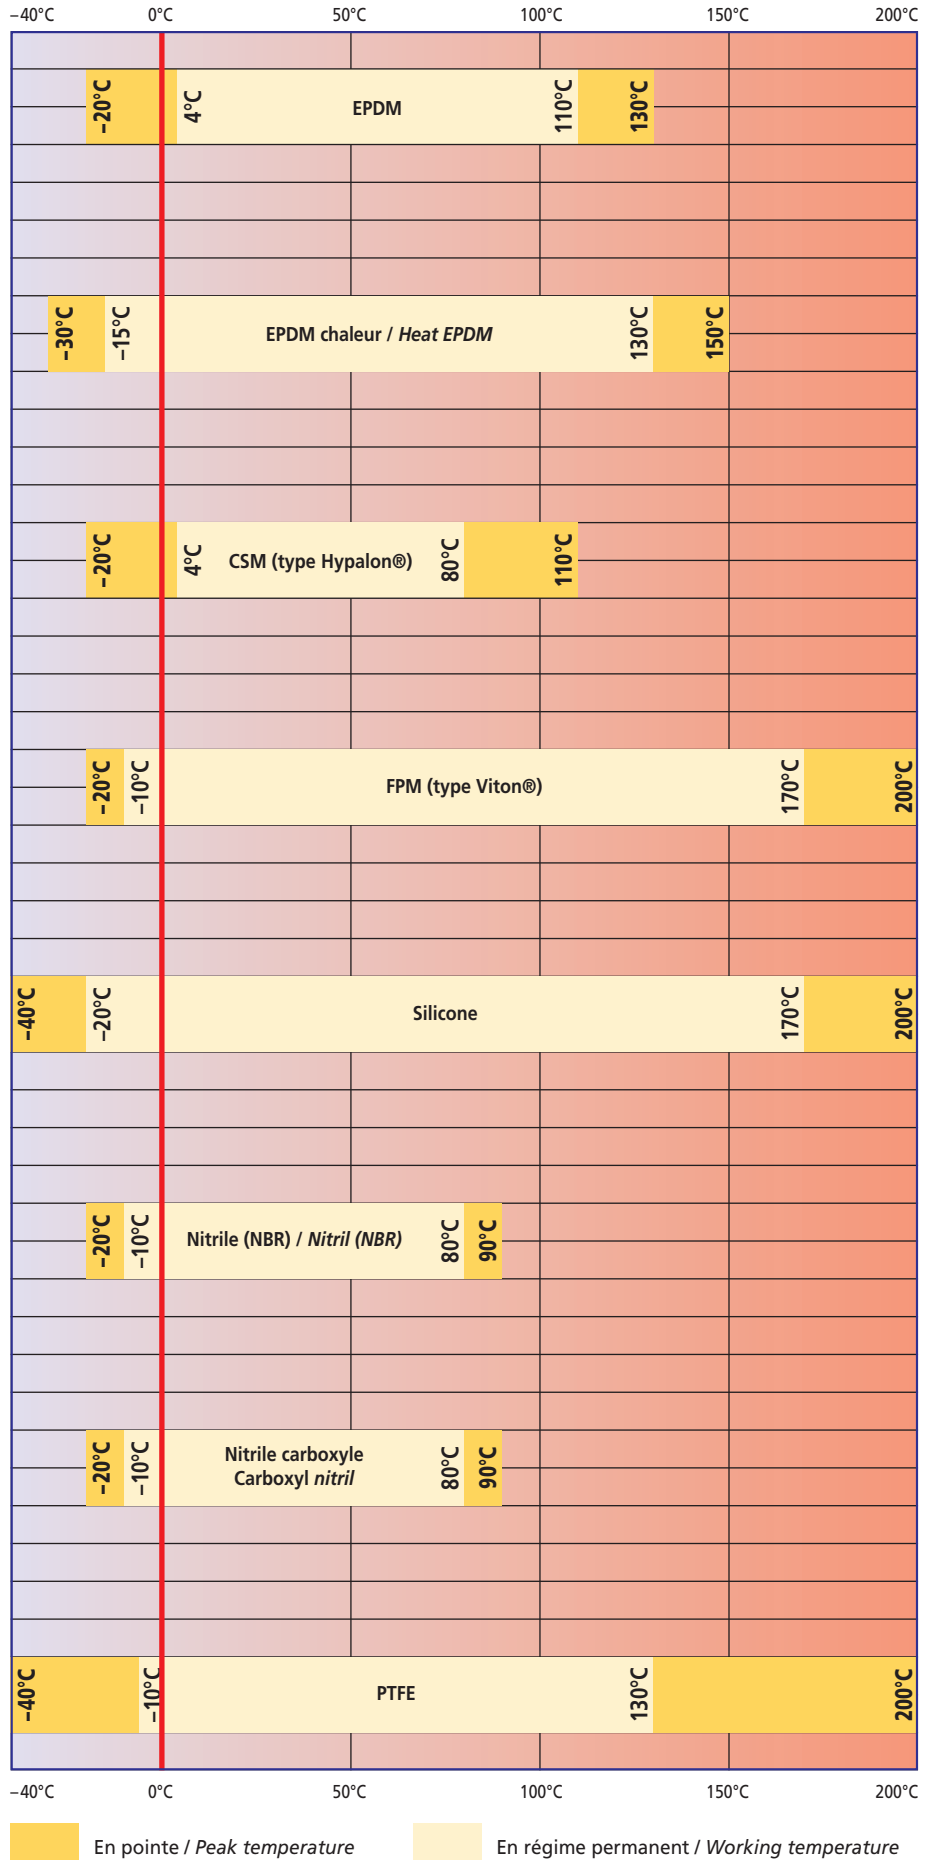 −40°C 0°C 50°C 100°C 150°C 200°C
−20°C 4°C EPDM 110°C 130°C
−30°C −15°C EPDM chaleur / Heat EPDM 130°C 150°C
−20°C 4°C CSM (type Hypalon®) 80°C 110°C
−20°C −10°C FPM (type Viton®) 170°C 200°C
−40°C −20°C Silicone 170°C 200°C
−20°C −10°C Nitrile (NBR) / Nitril (NBR) 80°C 90°C
−20°C −10°C Nitrile carboxyle 80°C 90°C
Carboxyl nitril
−40°C −10°C PTFE 130°C 200°C
−40°C 0°C 50°C 100°C 150°C 200°C
En pointe / Peak temperature En régime permanent / Working temperature